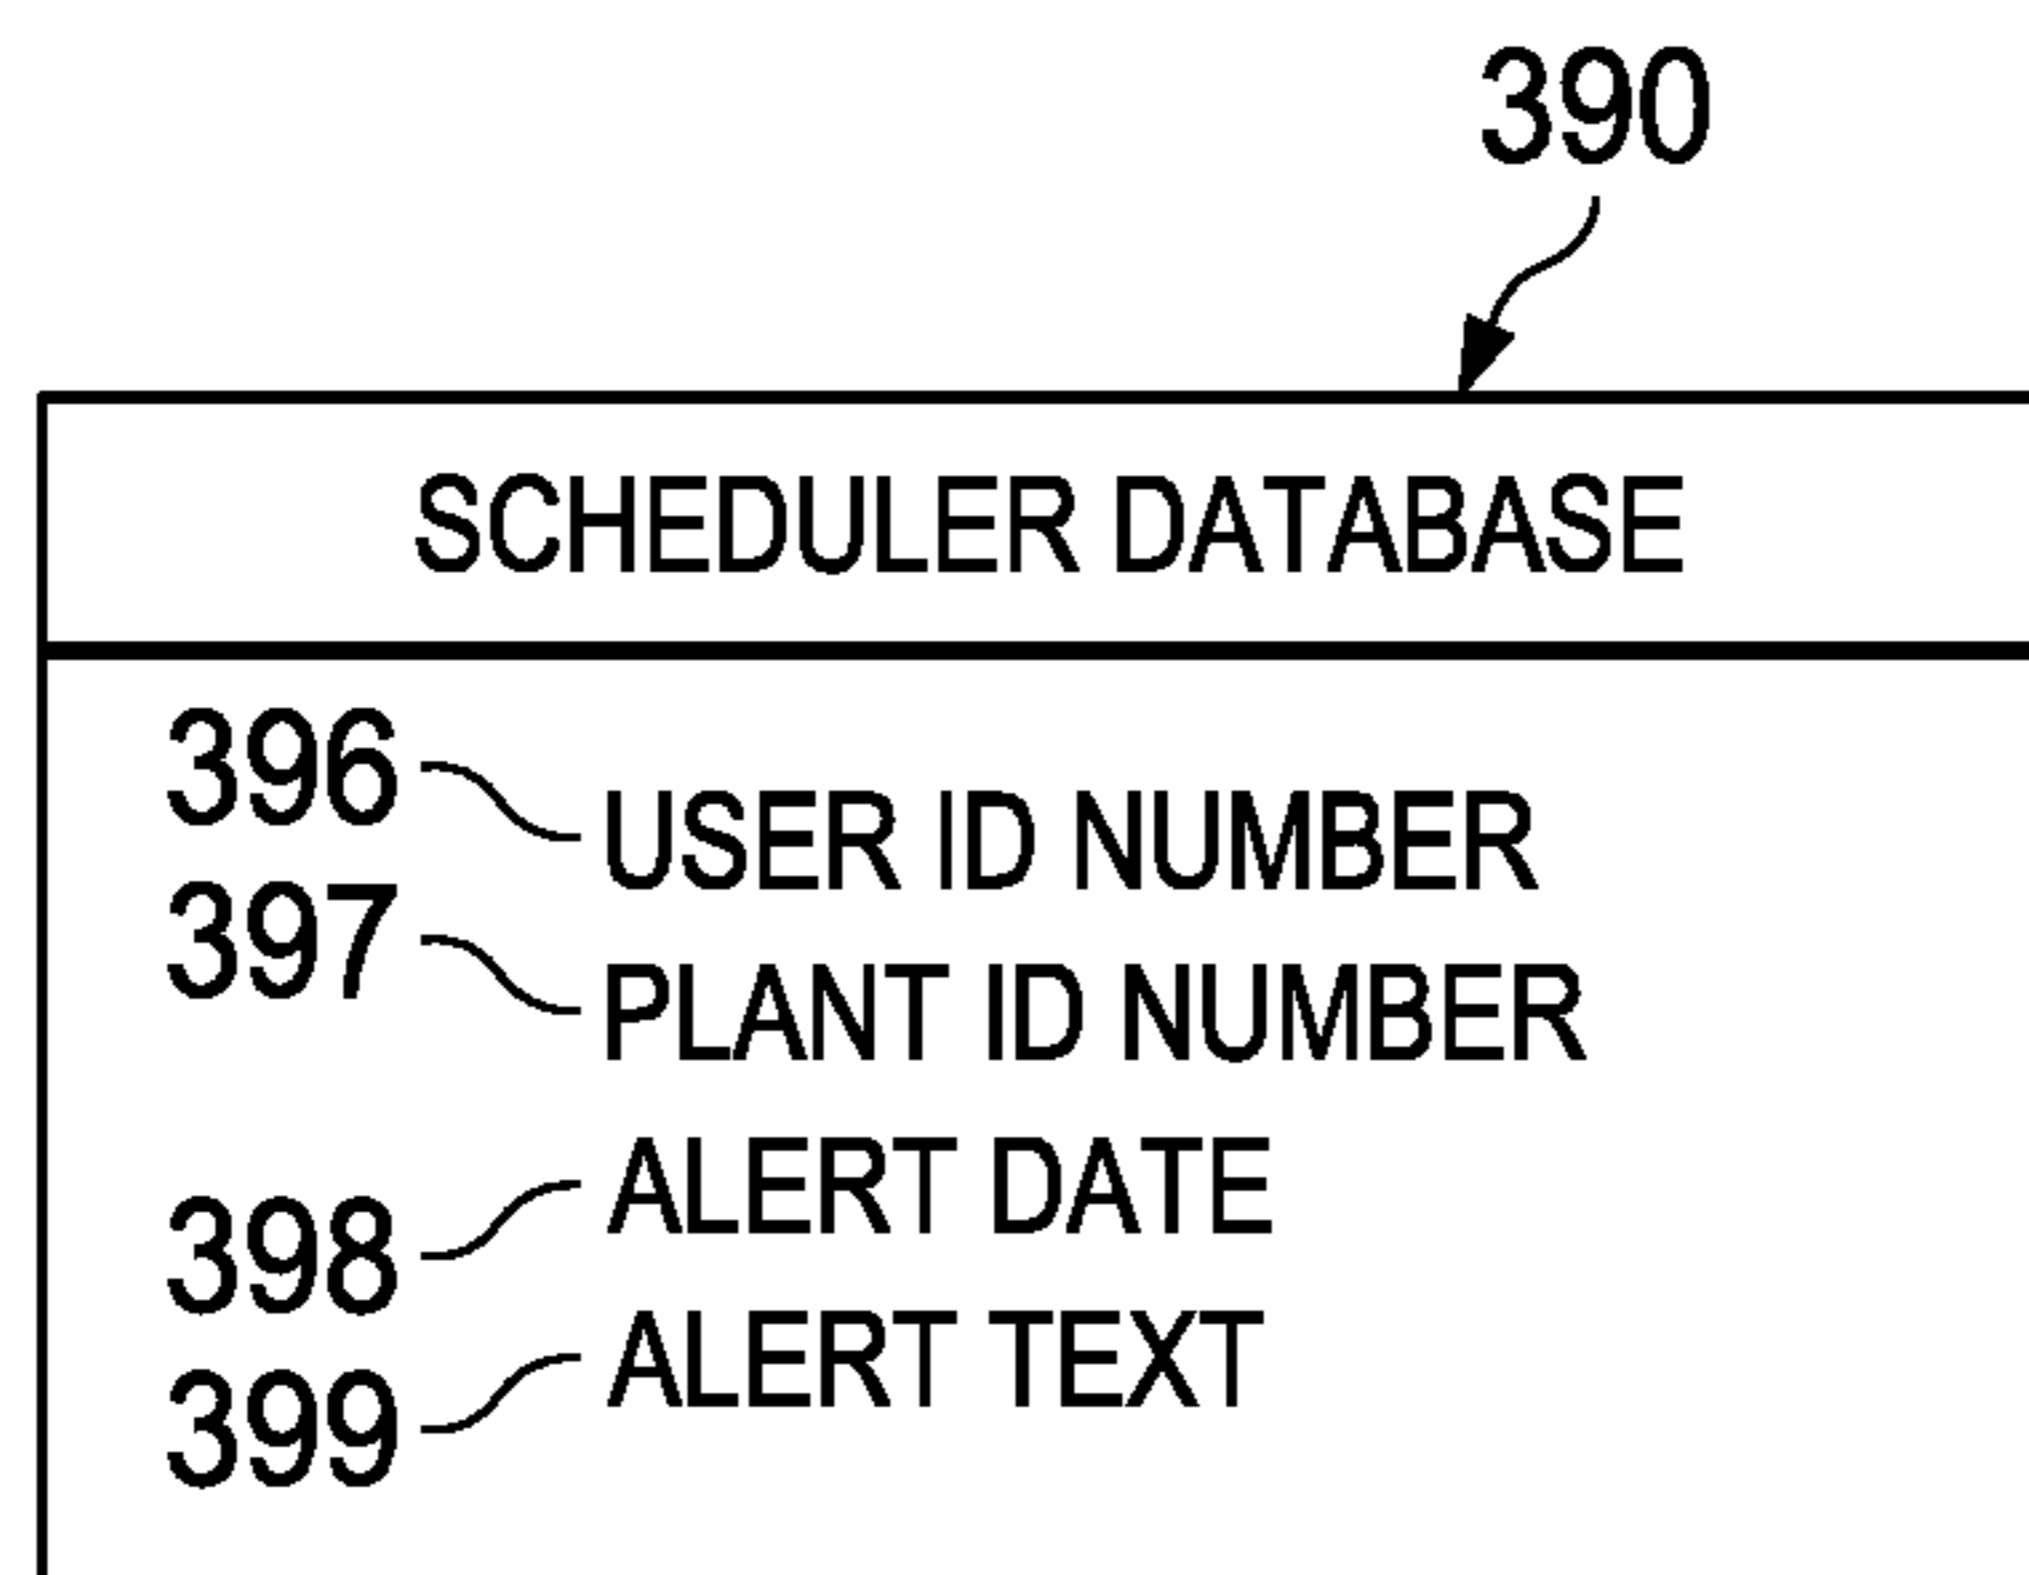 390
SCHEDULER DATABASE
396 USER ID NUMBER
397 PLANT ID NUMBER
398 ALERT DATE
399 ALERT TEXT